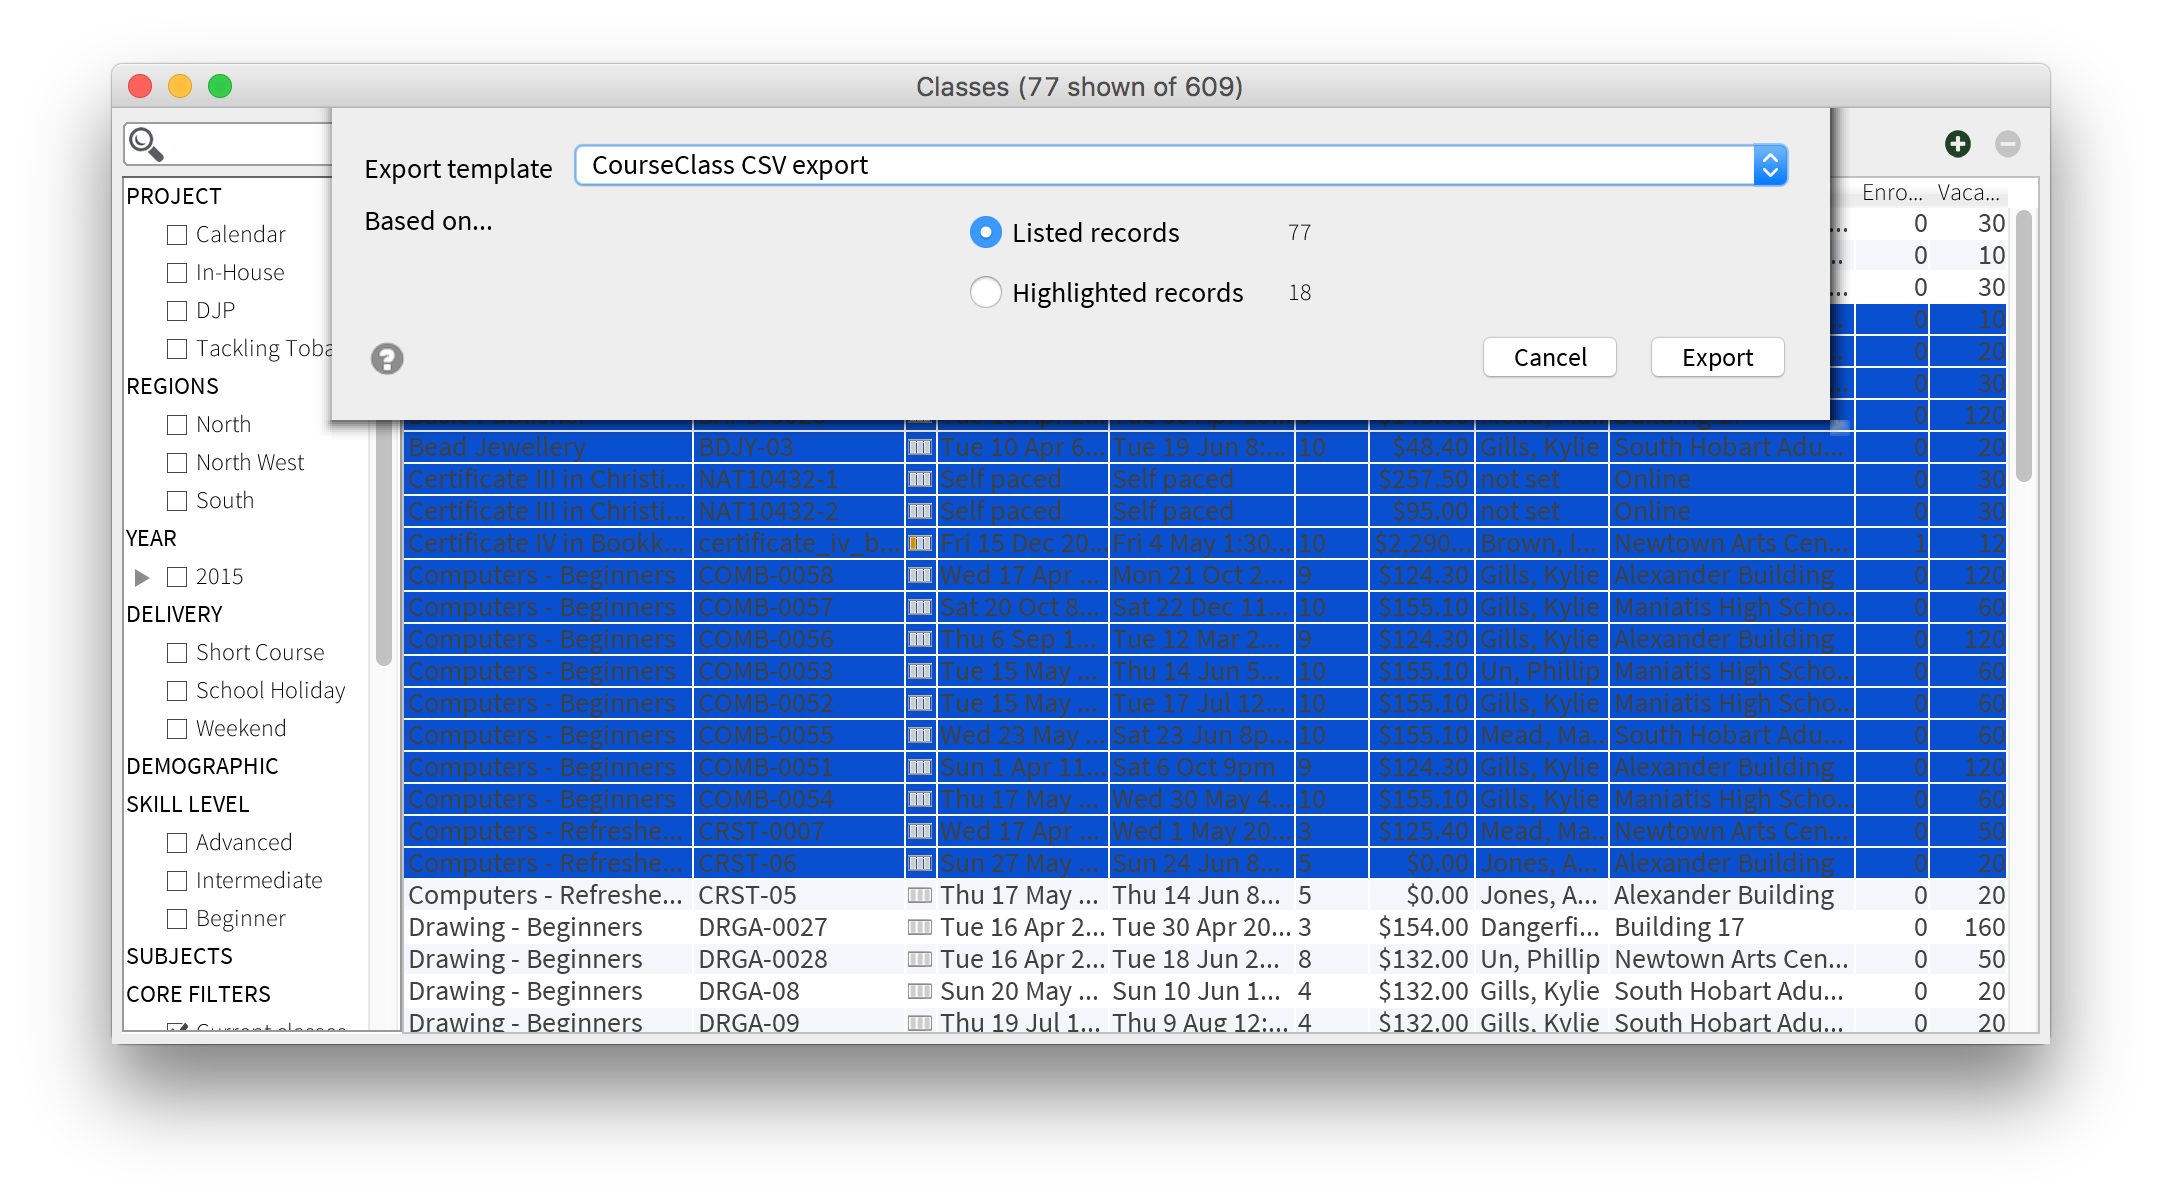 Classes (77 shown of 609)
Export template CourseClass CSV export
Based on...
Listed records 77
Highlighted records 18
Cancel Export
PROJECT
Calendar
In-House
DJP
Tackling Toba
REGIONS
North
North West
South
YEAR
2015
DELIVERY
Short Course
School Holiday
Weekend
DEMOGRAPHIC
SKILL LEVEL
Advanced
Intermediate
Beginner
SUBJECTS
CORE FILTERS
Current classes
Enro... Vaca...
... 0 30
.. 0 10
... 0 30
0 10
0 20
0 30
0 120
Bead Jewellery BDJY-03 Tue 10 Apr 6... Tue 19 Jun 8:... 10 $48.40 Gills, Kylie South Hobart Adu... 0 20
Certificate III in Christi... NAT10432-1 Self paced Self paced $257.50 not set Online 0 30
Certificate III in Christi... NAT10432-2 Self paced Self paced $95.00 not set Online 0 30
Certificate IV in Bookk... certificate_iv_b... Fri 15 Dec 20... Fri 4 May 1:30... 10 $2,290... Brown, I... Newtown Arts Cen... 1 12
Computers - Beginners COMB-0058 Wed 17 Apr ... Mon 21 Oct 2... 9 $124.30 Gills, Kylie Alexander Building 0 120
Computers - Beginners COMB-0057 Sat 20 Oct 8... Sat 22 Dec 11... 10 $155.10 Gills, Kylie Maniatis High Scho... 0 60
Computers - Beginners COMB-0056 Thu 6 Sep 1... Tue 12 Mar 2... 9 $124.30 Gills, Kylie Alexander Building 0 120
Computers - Beginners COMB-0053 Tue 15 May ... Thu 14 Jun 5... 10 $155.10 Un, Phillip Maniatis High Scho... 0 60
Computers - Beginners COMB-0052 Tue 15 May ... Tue 17 Jul 12... 10 $155.10 Gills, Kylie Maniatis High Scho... 0 60
Computers - Beginners COMB-0055 Wed 23 May ... Sat 23 Jun 8p... 10 $155.10 Mead, Ma... South Hobart Adu... 0 60
Computers - Beginners COMB-0051 Sun 1 Apr 11... Sat 6 Oct 9pm 9 $124.30 Gills, Kylie Alexander Building 0 120
Computers - Beginners COMB-0054 Thu 17 May ... Wed 30 May 4... 10 $155.10 Gills, Kylie Maniatis High Scho... 0 60
Computers - Refreshe... CRST-0007 Wed 17 Apr ... Wed 1 May 20... 3 $125.40 Mead, Ma... Newtown Arts Cen... 0 50
Computers - Refreshe... CRST-06 Sun 27 May ... Sun 24 Jun 8... 5 $0.00 Jones, A... Alexander Building 0 20
Computers - Refreshe... CRST-05 Thu 17 May ... Thu 14 Jun 8... 5 $0.00 Jones, A... Alexander Building 0 20
Drawing - Beginners DRGA-0027 Tue 16 Apr 2... Tue 30 Apr 20... 3 $154.00 Dangerfi... Building 17 0 160
Drawing - Beginners DRGA-0028 Tue 16 Apr 2... Tue 18 Jun 2... 8 $132.00 Un, Phillip Newtown Arts Cen... 0 50
Drawing - Beginners DRGA-08 Sun 20 May ... Sun 10 Jun 1... 4 $132.00 Gills, Kylie South Hobart Adu... 0 20
Drawing - Beginners DRGA-09 Thu 19 Jul 1... Thu 9 Aug 12:... 4 $132.00 Gills, Kylie South Hobart Adu... 0 20